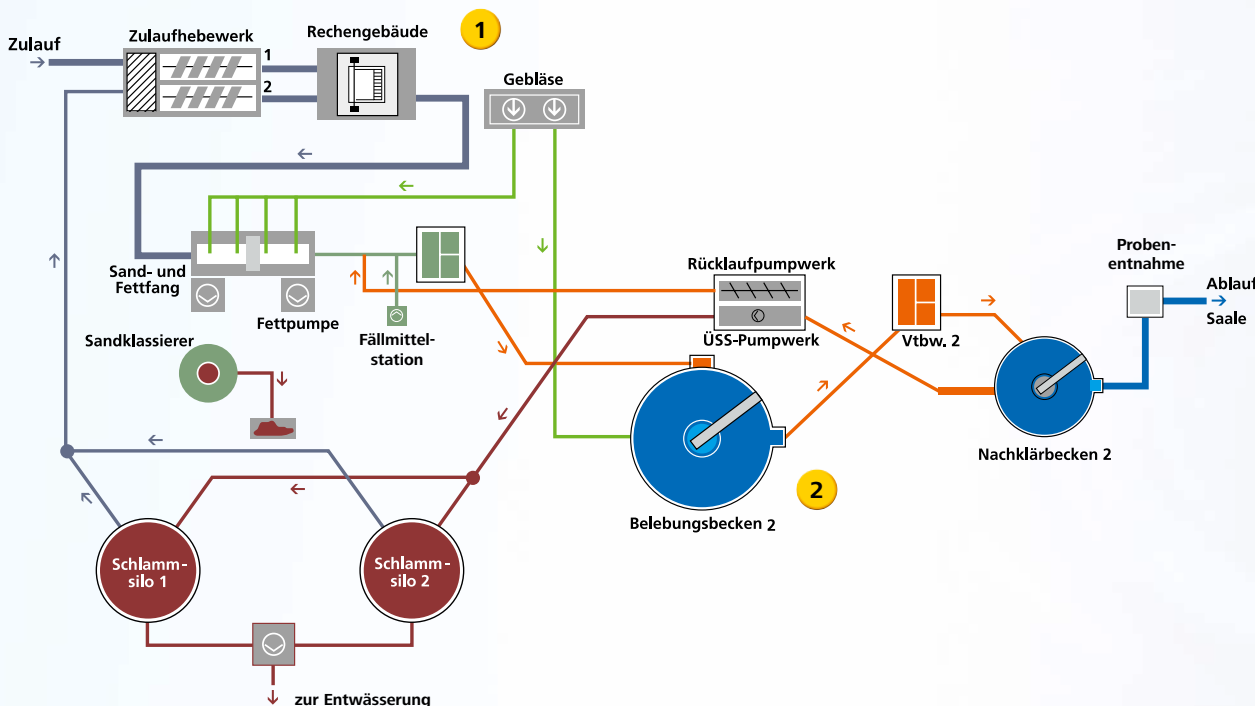 Zulauf
Zulaufhebewerk
1
2
Rechengebäude
1
Gebläse
Sand- und
Fettfang
Fettpumpe
Fällmittel-
station
Sandklassierer
Rücklaufpumpwerk
ÜSS-Pumpwerk
Vtbw. 2
Proben-
entnahme
Ablauf
Saale
Nachklärbecken 2
2
Belebungsbecken 2
Schlamm-
silo 1
Schlamm-
silo 2
zur Entwässerung